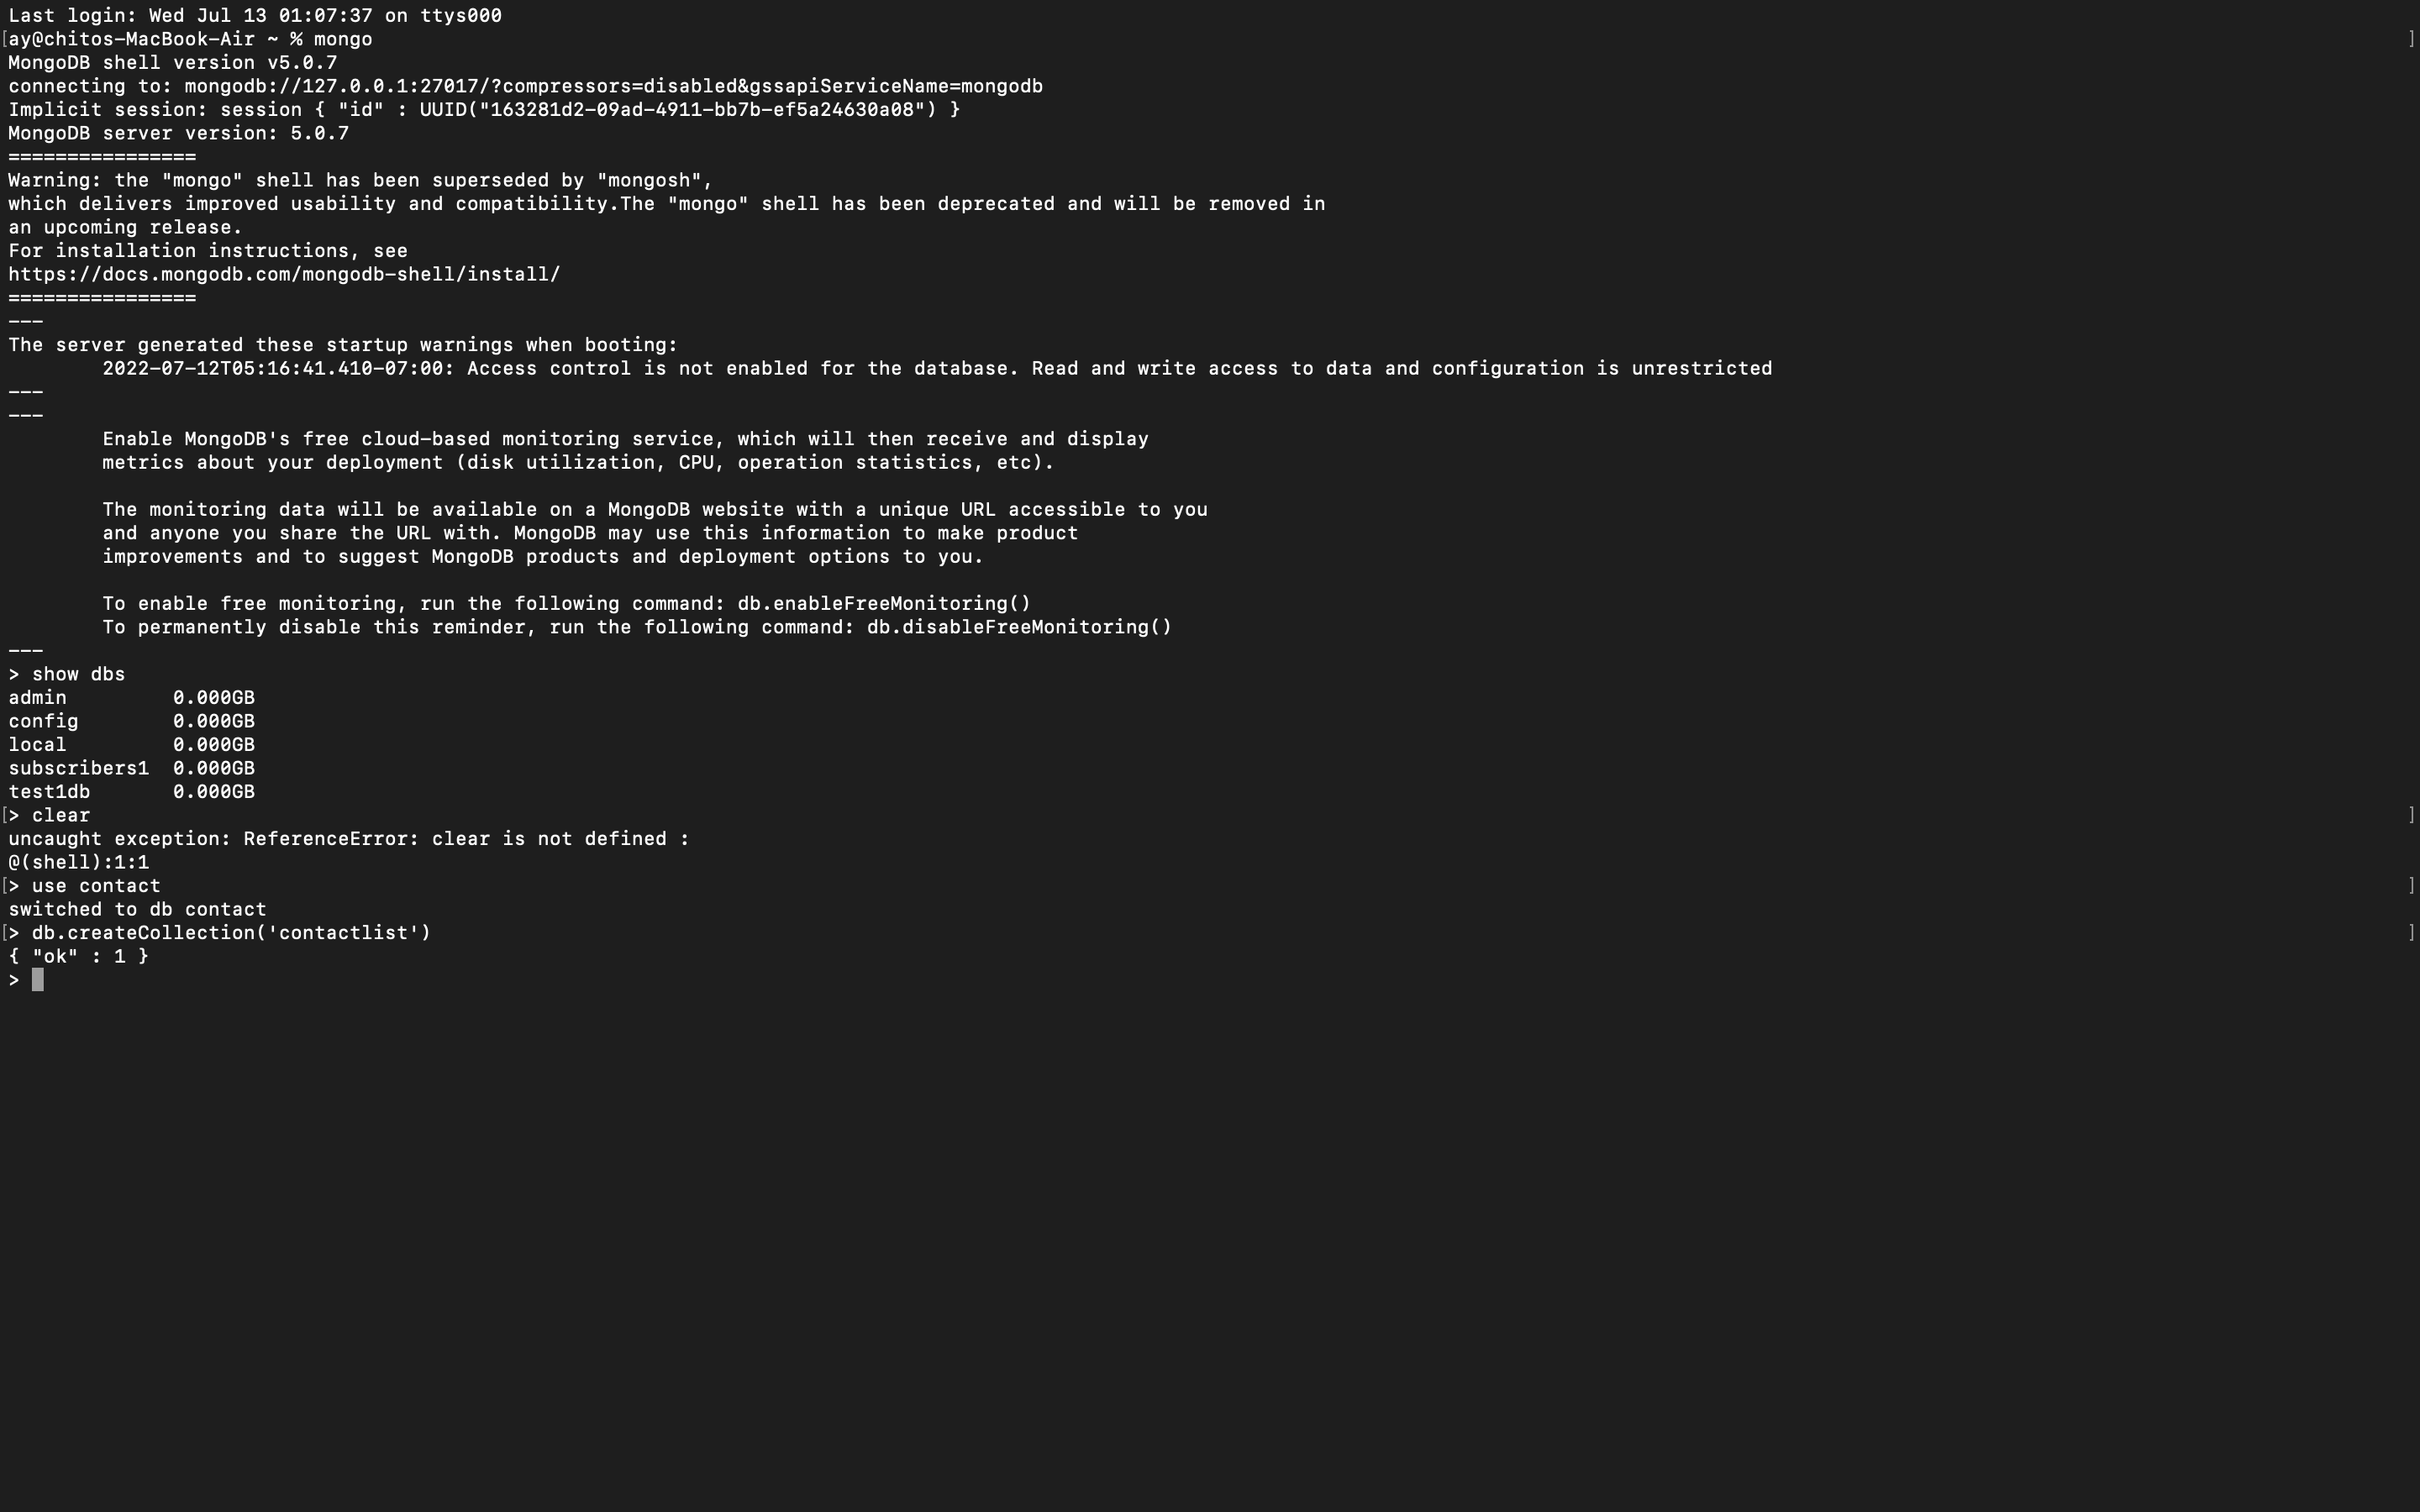 Last login: Wed Jul 13 01:07:37 on ttys000
[ay@chitos-MacBook-Air ~ % mongo ]
MongoDB shell version v5.0.7
connecting to: mongodb://127.0.0.1:27017/?compressors=disabled&gssapiServiceName=mongodb
Implicit session: session { "id" : UUID("163281d2-09ad-4911-bb7b-ef5a24630a08") }
MongoDB server version: 5.0.7
================
Warning: the "mongo" shell has been superseded by "mongosh",
which delivers improved usability and compatibility.The "mongo" shell has been deprecated and will be removed in
an upcoming release.
For installation instructions, see
https://docs.mongodb.com/mongodb-shell/install/
================
---
The server generated these startup warnings when booting:
        2022-07-12T05:16:41.410-07:00: Access control is not enabled for the database. Read and write access to data and configuration is unrestricted
---
---
        Enable MongoDB's free cloud-based monitoring service, which will then receive and display
        metrics about your deployment (disk utilization, CPU, operation statistics, etc).

        The monitoring data will be available on a MongoDB website with a unique URL accessible to you
        and anyone you share the URL with. MongoDB may use this information to make product
        improvements and to suggest MongoDB products and deployment options to you.

        To enable free monitoring, run the following command: db.enableFreeMonitoring()
        To permanently disable this reminder, run the following command: db.disableFreeMonitoring()
---
> show dbs
admin         0.000GB
config        0.000GB
local         0.000GB
subscribers1  0.000GB
test1db       0.000GB
[> clear ]
uncaught exception: ReferenceError: clear is not defined :
@(shell):1:1
[> use contact ]
switched to db contact
[> db.createCollection('contactlist') ]
{ "ok" : 1 }
>